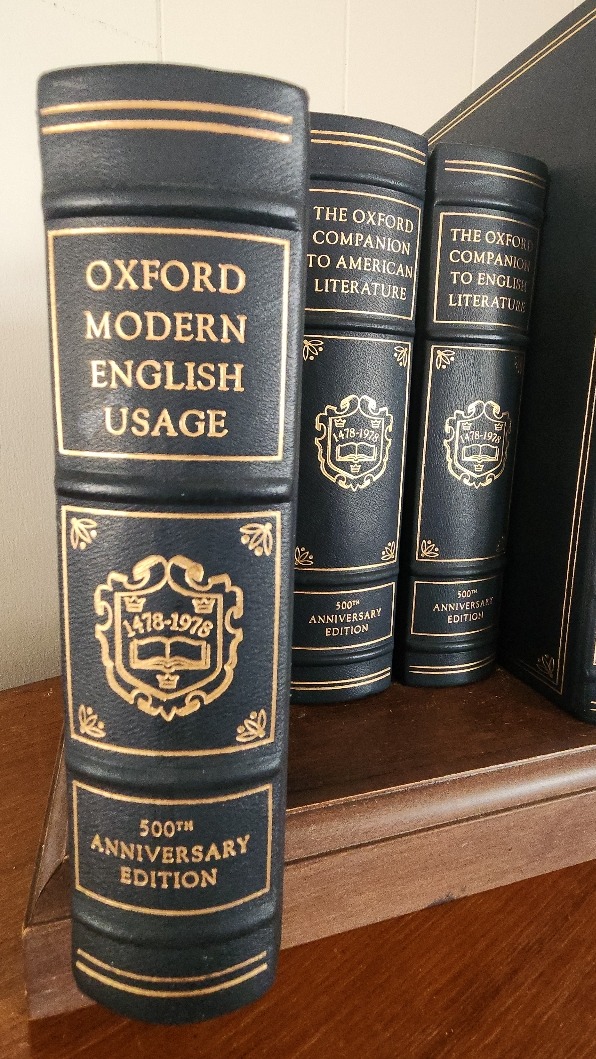 OXFORD
MODERN
ENGLISH
USAGE
1478-1978
500TH
ANNIVERSARY
EDITION
THE OXFORD
COMPANION
TO AMERICAN
LITERATURE
1478-1978
500TH
ANNIVERSARY
EDITION
THE OXFORD
COMPANION
TO ENGLISH
LITERATURE
1478-1978
500TH
ANNIVERSARY
EDITION